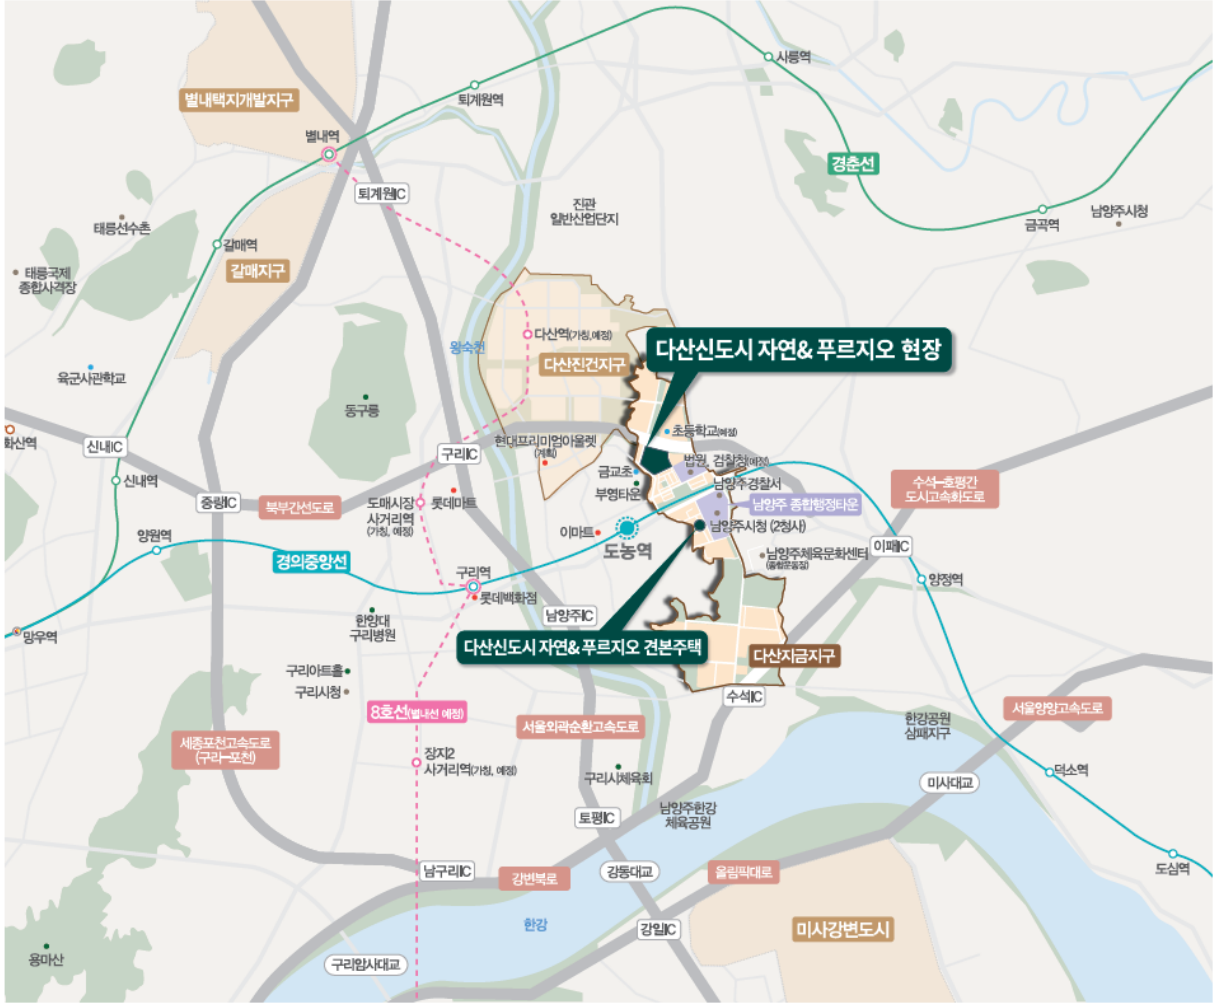 사릉역
별내택지개발지구
퇴계원역
별내역
경춘선
퇴계원IC
진관
일반산업단지
남양주시청
금곡역
태릉선수촌
갈매역
갈매지구
태릉국제
종합사격장
다산역(가칭,예정)
왕숙천
다산진건지구
다산신도시 자연& 푸르지오 현장
육군사관학교
동구릉
초등학교(예정)
화산역
신내IC
현대프리미엄아울렛
(계획)
구리IC
법원, 검찰청(예정)
금교초
신내역
남양주경찰서
수석-호평간
도시고속화도로
부영타운
중랑IC
북부간선도로
도매시장
사거리역
(가칭, 예정)
롯데마트
남양주 종합행정타운
남양주시청 (2청사)
양원역
이마트
도농역
이패IC
경의중앙선
남양주체육문화센터
(종합운동장)
구리역
양정역
롯데백화점
한양대
구리병원
남양주IC
망우역
다산신도시 자연& 푸르지오 견본주택
다산지금지구
구리아트홀
구리시청
수석IC
8호선(별내선 예정)
서울외곽순환고속도로
서울양양고속도로
한강공원
삼패지구
세종포천고속도로
(구리-포천)
장자2
사거리역(가칭, 예정)
구리시체육회
덕소역
미사대교
남양주한강
체육공원
토평IC
남구리IC
강변북로
강동대교
올림픽대로
도심역
한강
강일IC
미사강변도시
용마산
구리암사대교